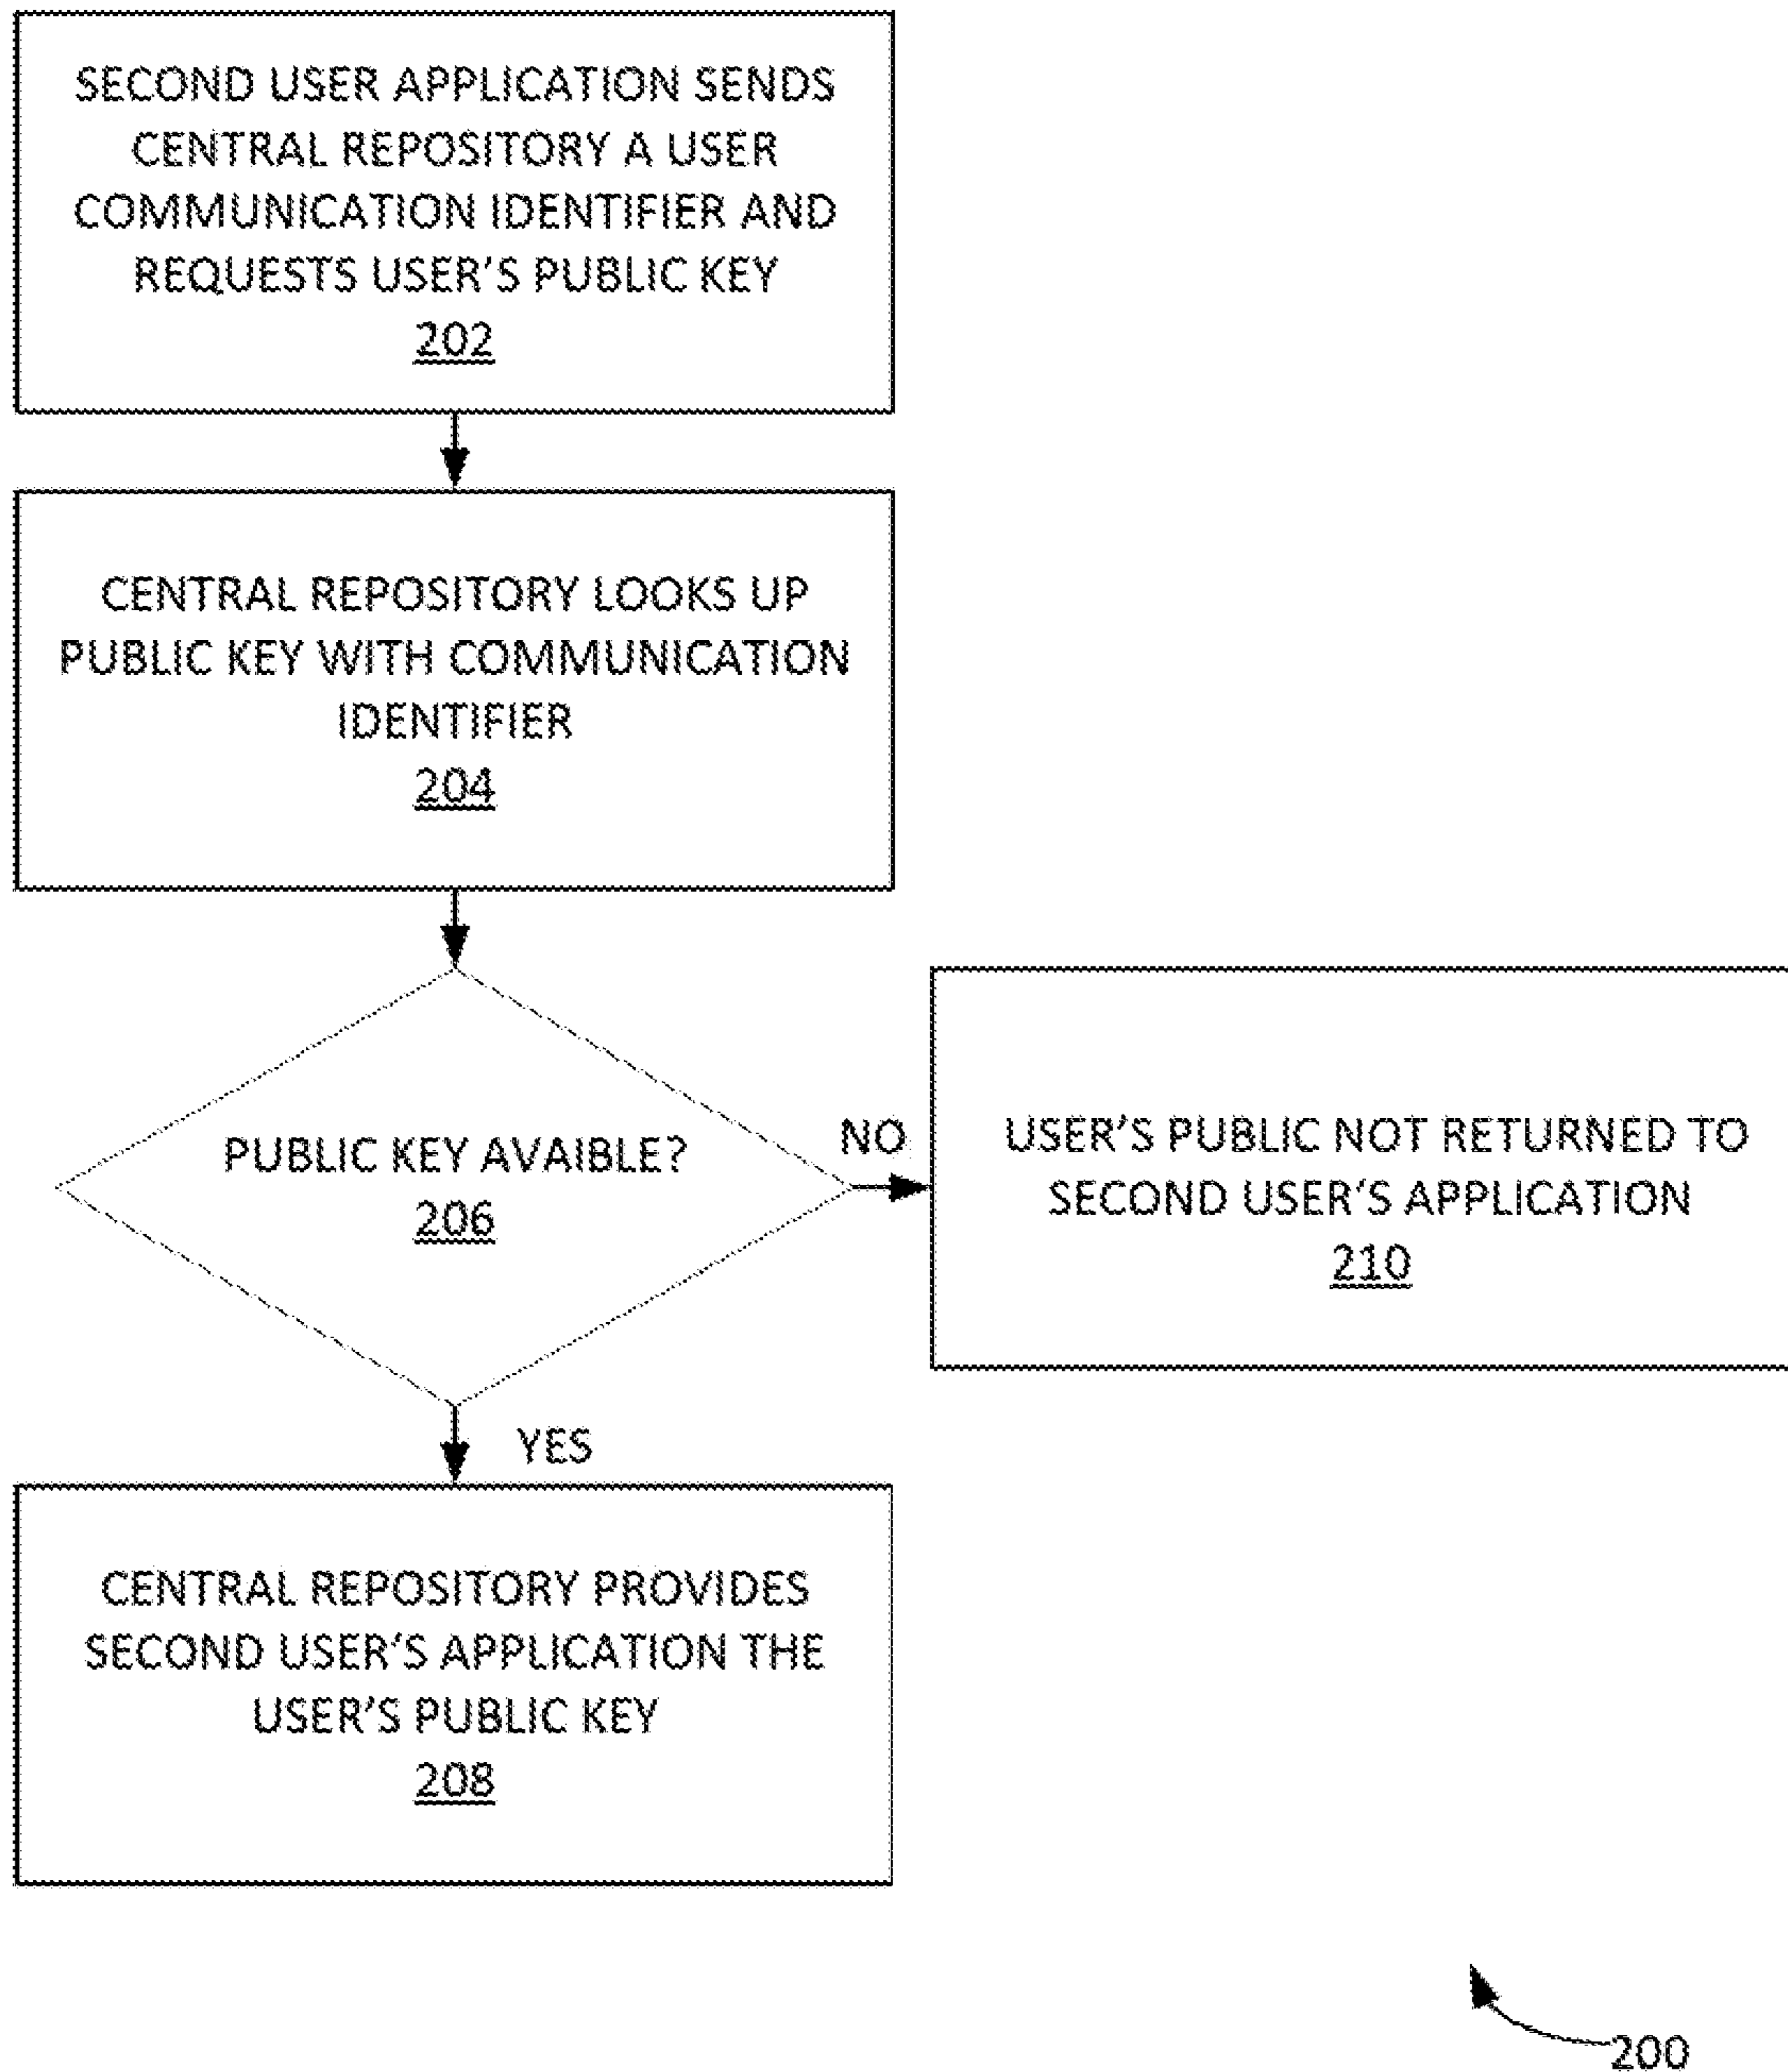 SECOND USER APPLICATION SENDS
CENTRAL REPOSITORY A USER
COMMUNICATION IDENTIFIER AND
REQUESTS USER'S PUBLIC KEY
202
CENTRAL REPOSITORY LOOKS UP
PUBLIC KEY WITH COMMUNICATION
IDENTIFIER
204
PUBLIC KEY AVAIBLE?
206
NO
USER'S PUBLIC NOT RETURNED TO
SECOND USER'S APPLICATION
210
YES
CENTRAL REPOSITORY PROVIDES
SECOND USER'S APPLICATION THE
USER'S PUBLIC KEY
208
200